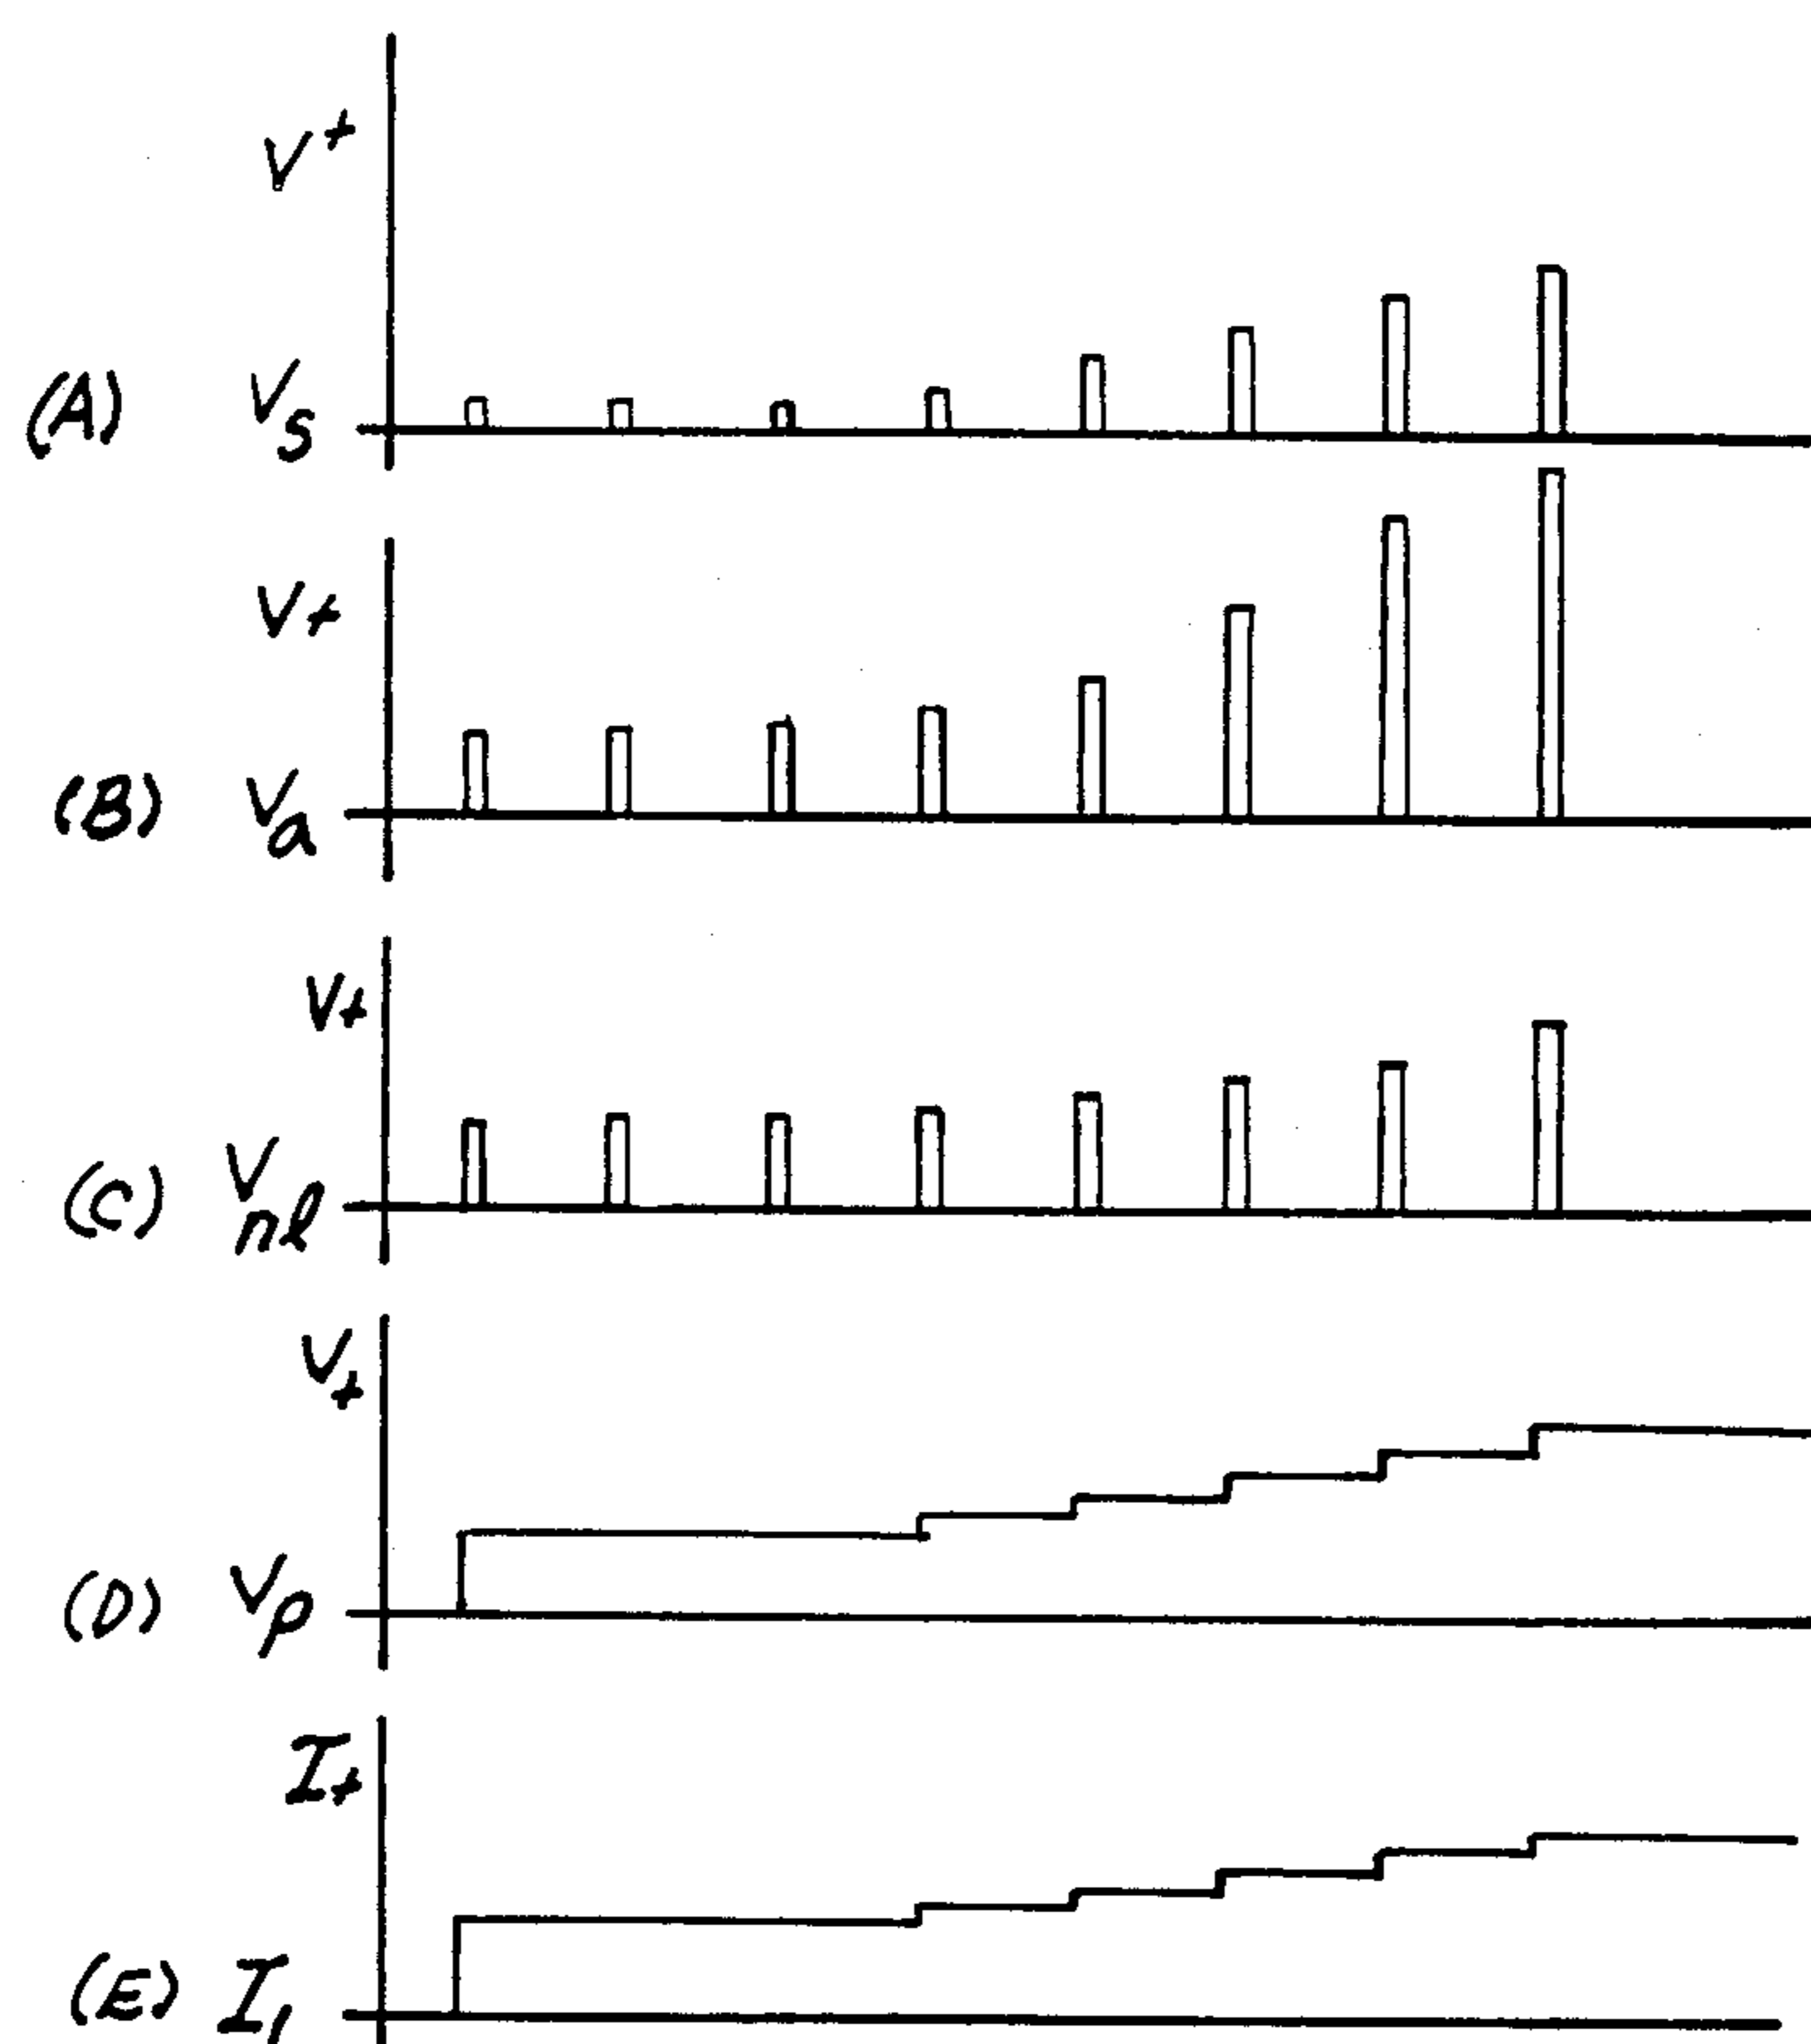 V+
(A) Vs
V+
(B) Va
V+
(C) Vnl
V+
(D) Vp
I+
(E) I1